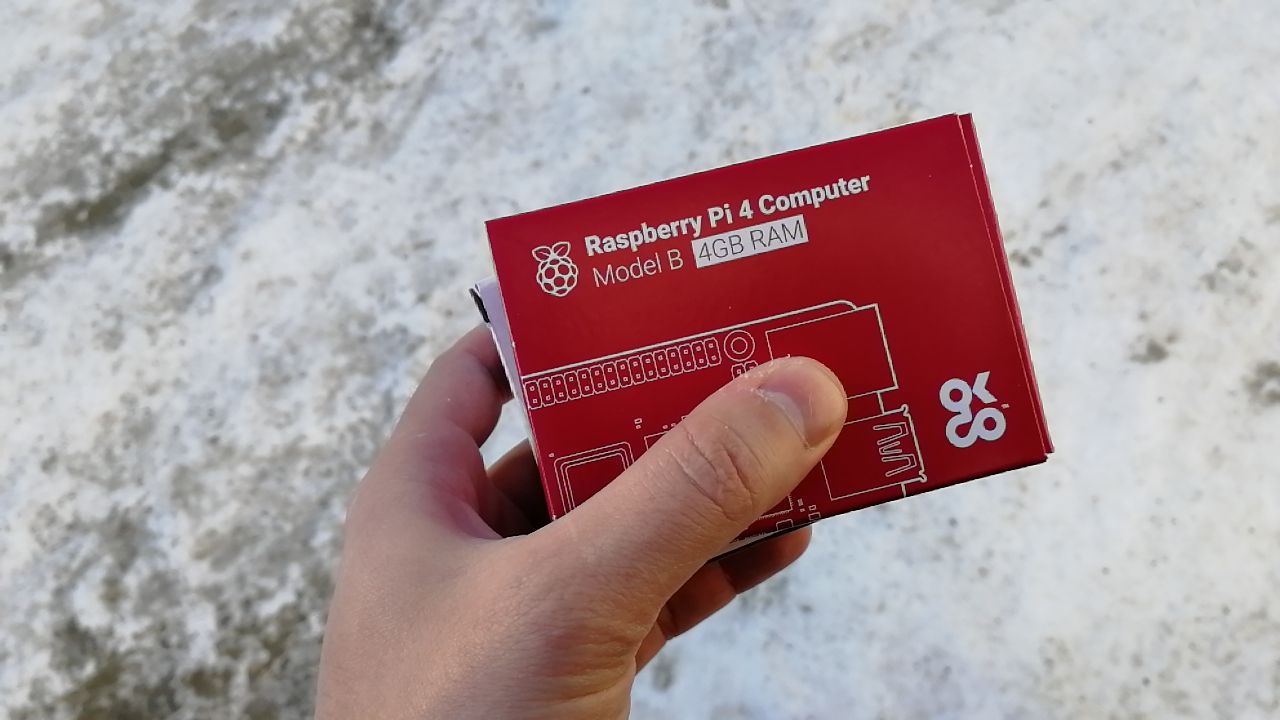 Raspberry Pi 4 Computer
Model B 4GB RAM
OKdo